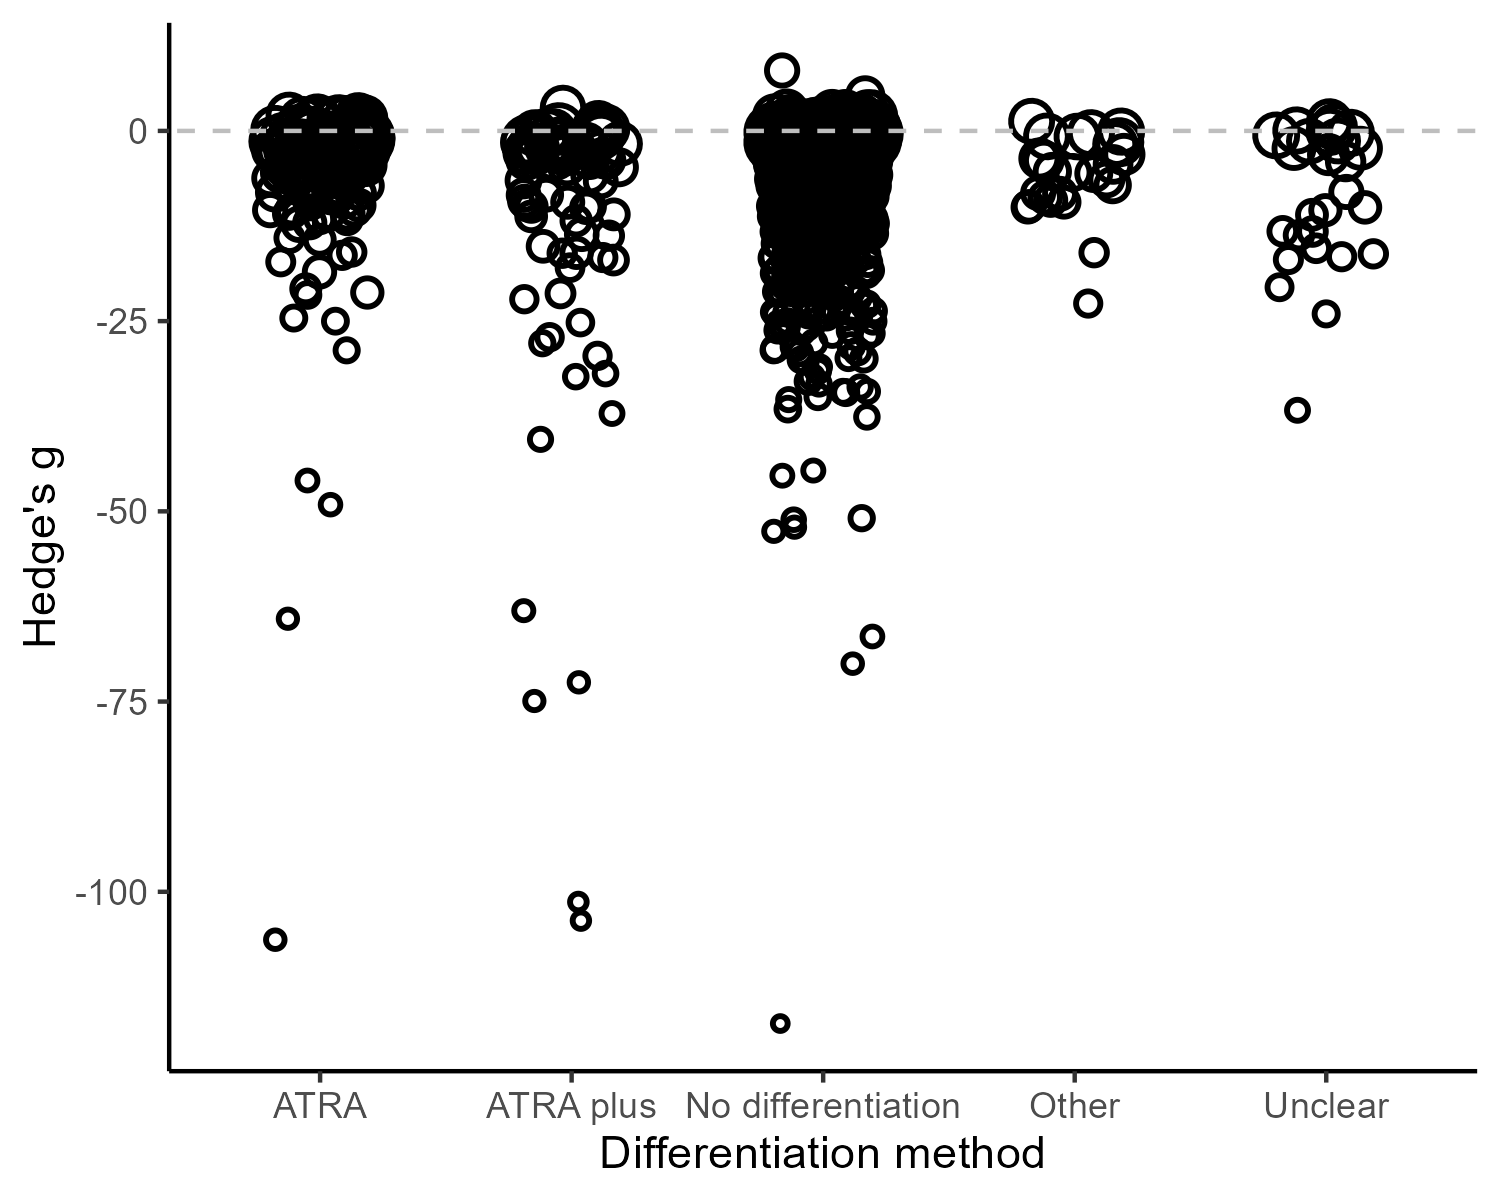 Hedge's g
0
-25
-50
-75
-100
ATRA
ATRA plus
No differentiation
Other
Unclear
Differentiation method